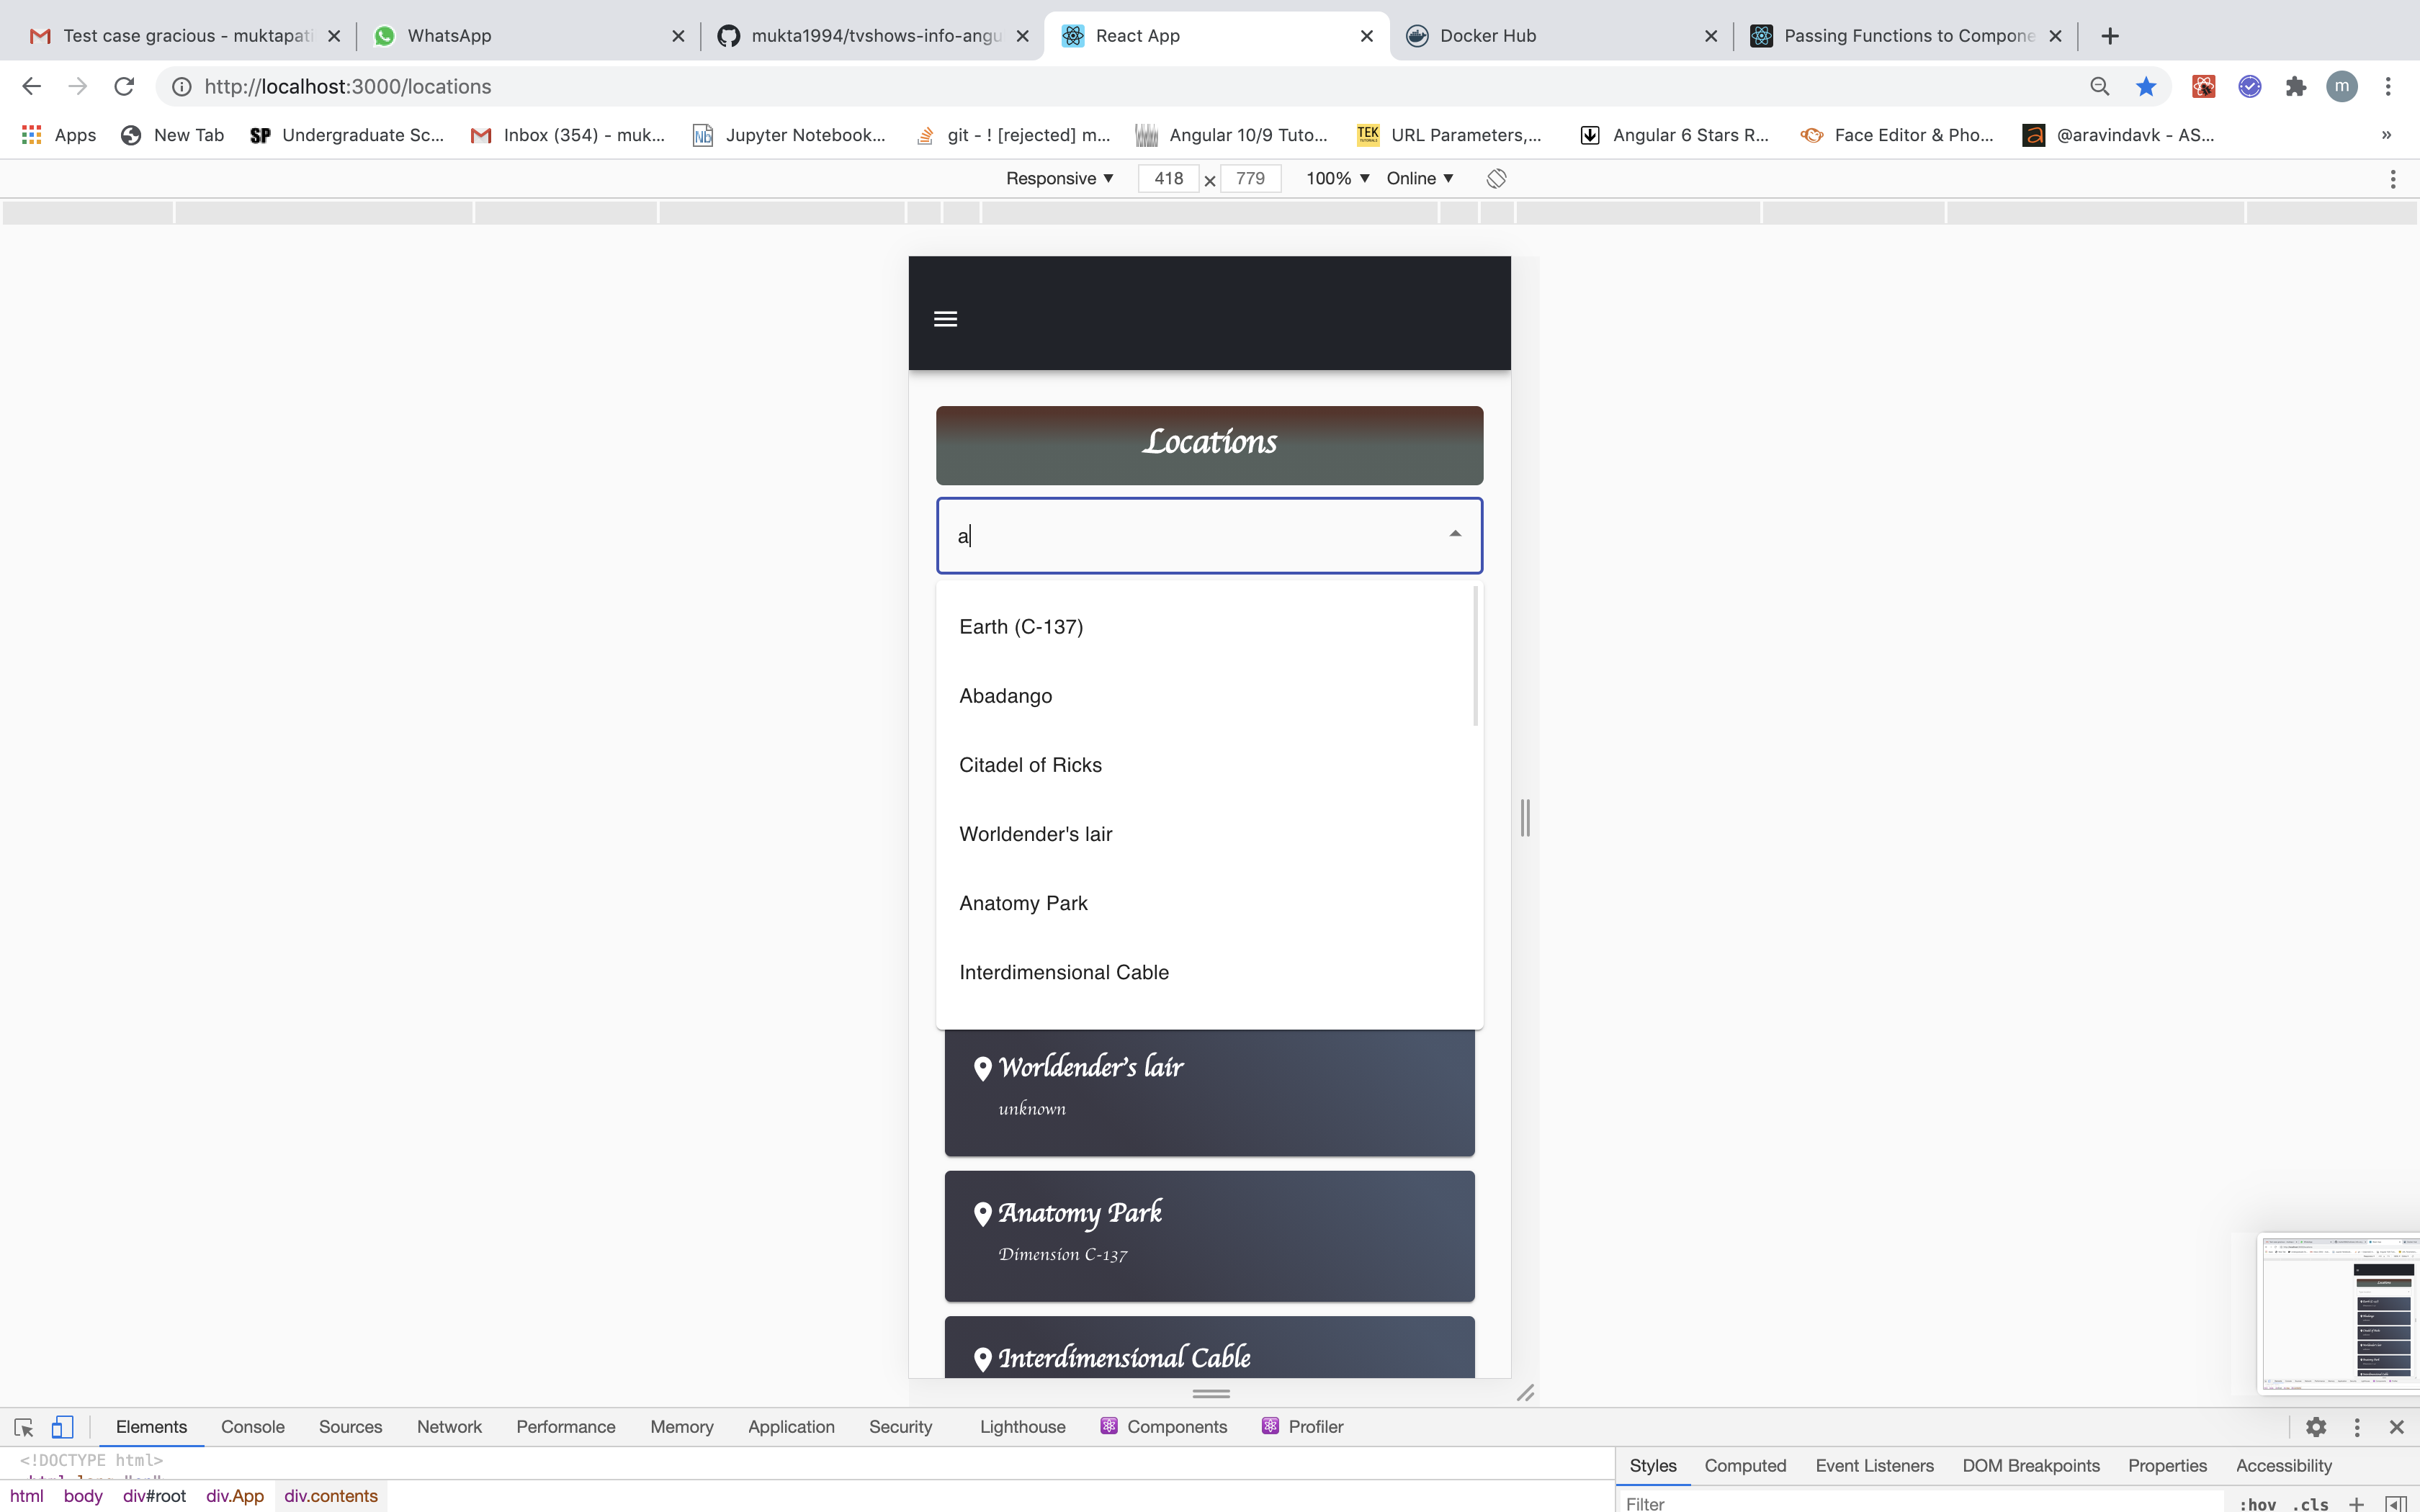 Test case gracious - muktapati
WhatsApp
mukta1994/tvshows-info-angu
React App
Docker Hub
Passing Functions to Compone
http://localhost:3000/locations
m
Apps
New Tab
SP Undergraduate Sc...
Inbox (354) - muk...
Nb Jupyter Notebook...
git - ! [rejected] m...
Angular 10/9 Tuto...
TEK URL Parameters,...
Angular 6 Stars R...
Face Editor & Pho...
@aravindavk - AS...
»
Responsive ▼ 418 × 779 100% ▼ Online ▼
Locations
a
Earth (C-137)
Abadango
Citadel of Ricks
Worldender's lair
Anatomy Park
Interdimensional Cable
Worldender's lair
unknown
Anatomy Park
Dimension C-137
Interdimensional Cable
Elements Console Sources Network Performance Memory Application Security Lighthouse Components Profiler
<!DOCTYPE html>
html body div#root div.App div.contents
Styles Computed Event Listeners DOM Breakpoints Properties Accessibility
Filter :hov .cls +